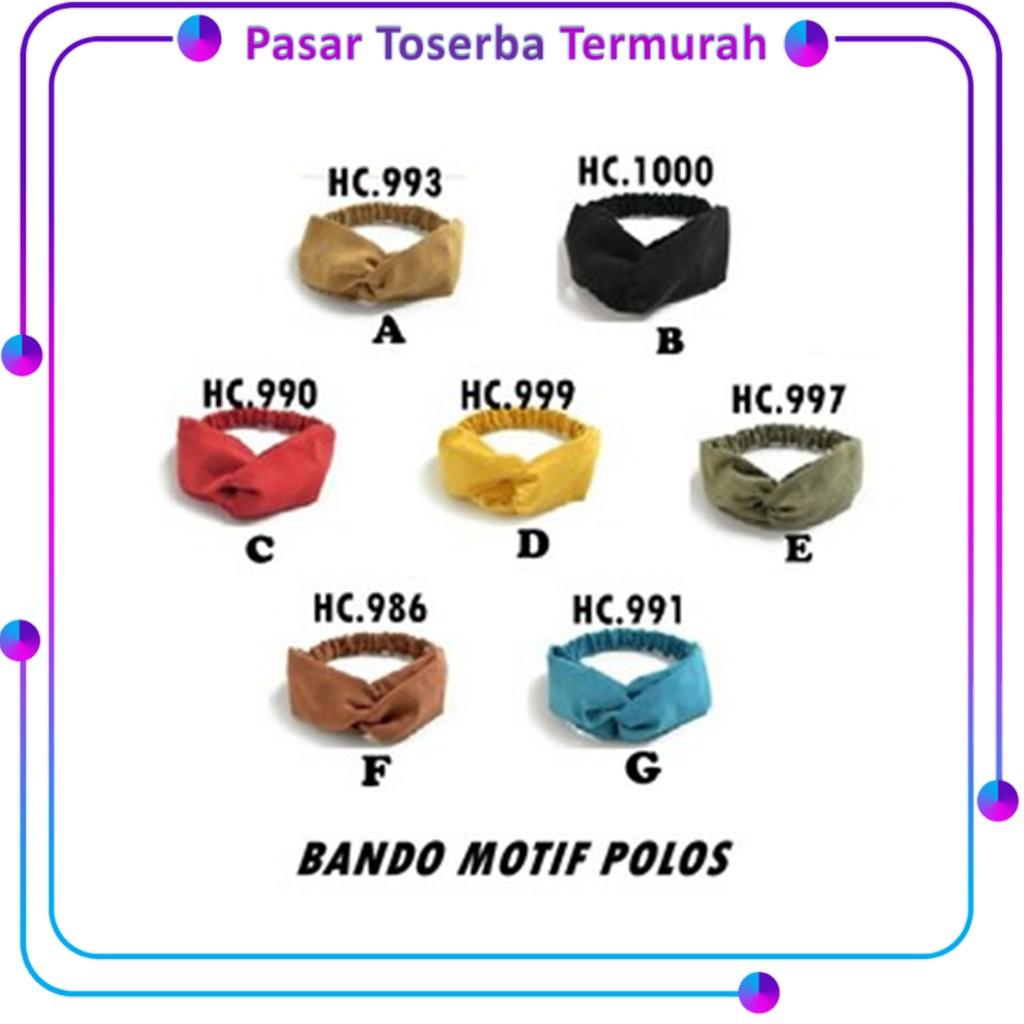 Pasar Toserba Termurah
HC.993
HC.1000
A
B
HC.990
HC.999
HC.997
C
D
E
HC.986
HC.991
F
G
BANDO MOTIF POLOS